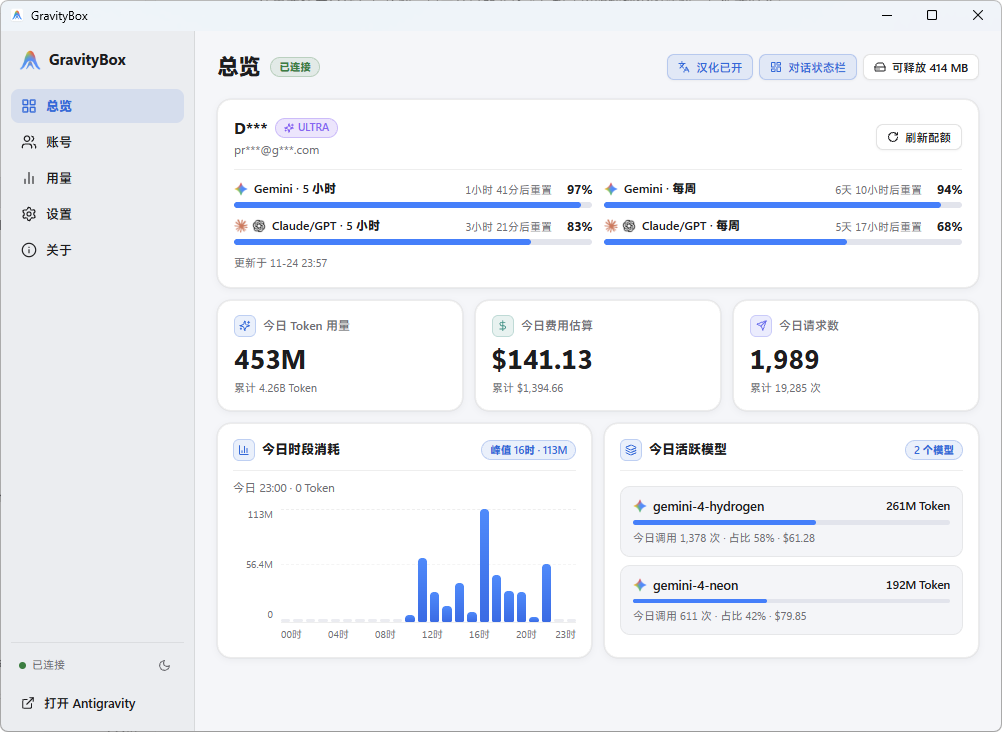 GravityBox
GravityBox
总览
账号
用量
设置
关于
已连接
打开 Antigravity
总览 已连接 汉化已开 对话状态栏 可释放 414 MB
D*** ULTRA
pr***@g***.com
刷新配额
Gemini · 5 小时 1小时 41分后重置 97%
Gemini · 每周 6天 10小时后重置 94%
Claude/GPT · 5 小时 3小时 21分后重置 83%
Claude/GPT · 每周 5天 17小时后重置 68%
更新于 11-24 23:57
今日 Token 用量
453M
累计 4.26B Token
今日费用估算
$141.13
累计 $1,394.66
今日请求数
1,989
累计 19,285 次
今日时段消耗 峰值 16时 · 113M
今日 23:00 · 0 Token
113M
56.4M
0
00时 04时 08时 12时 16时 20时 23时
今日活跃模型 2 个模型
gemini-4-hydrogen 261M Token
今日调用 1,378 次 · 占比 58% · $61.28
gemini-4-neon 192M Token
今日调用 611 次 · 占比 42% · $79.85